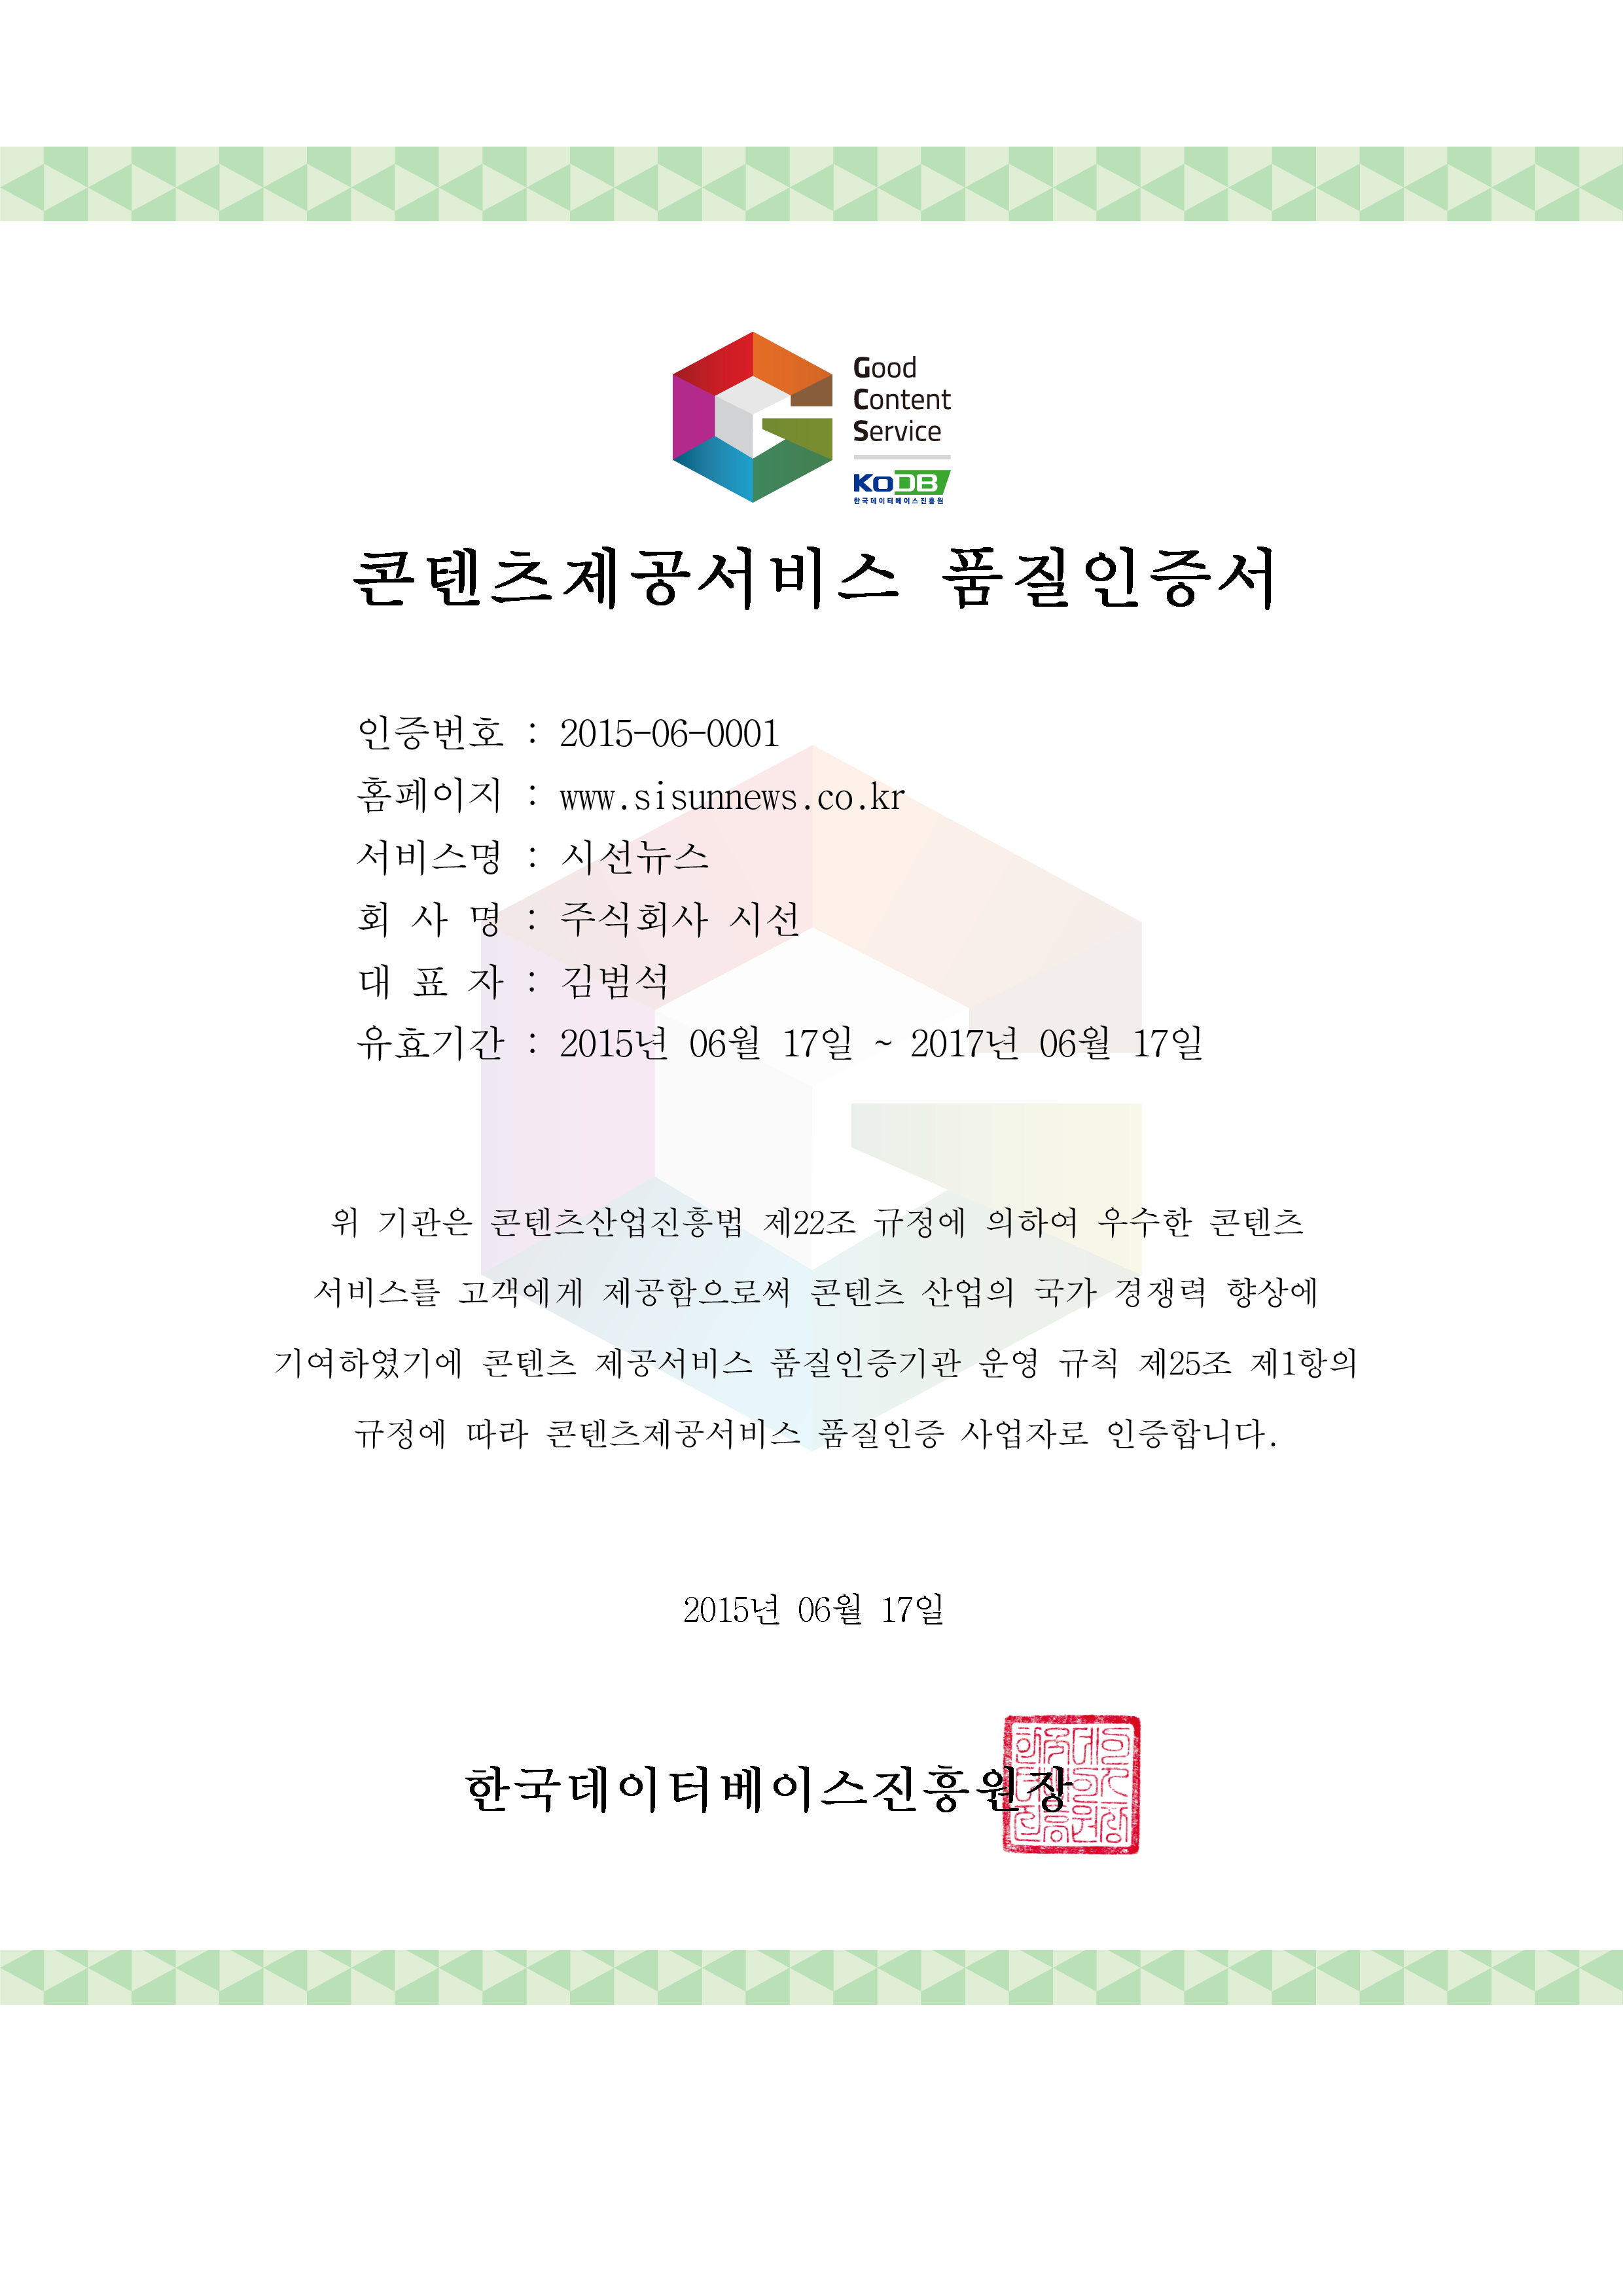 Good
Content
Service
KoDB
한국데이터베이스진흥원
콘텐츠제공서비스 품질인증서
인증번호 : 2015-06-0001
홈페이지 : www.sisunnews.co.kr
서비스명 : 시선뉴스
회 사 명 : 주식회사 시선
대 표 자 : 김범석
유효기간 : 2015년 06월 17일 ~ 2017년 06월 17일
위 기관은 콘텐츠산업진흥법 제22조 규정에 의하여 우수한 콘텐츠
서비스를 고객에게 제공함으로써 콘텐츠 산업의 국가 경쟁력 향상에
기여하였기에 콘텐츠 제공서비스 품질인증기관 운영 규칙 제25조 제1항의
규정에 따라 콘텐츠제공서비스 품질인증 사업자로 인증합니다.
2015년 06월 17일
한국데이터베이스진흥원장